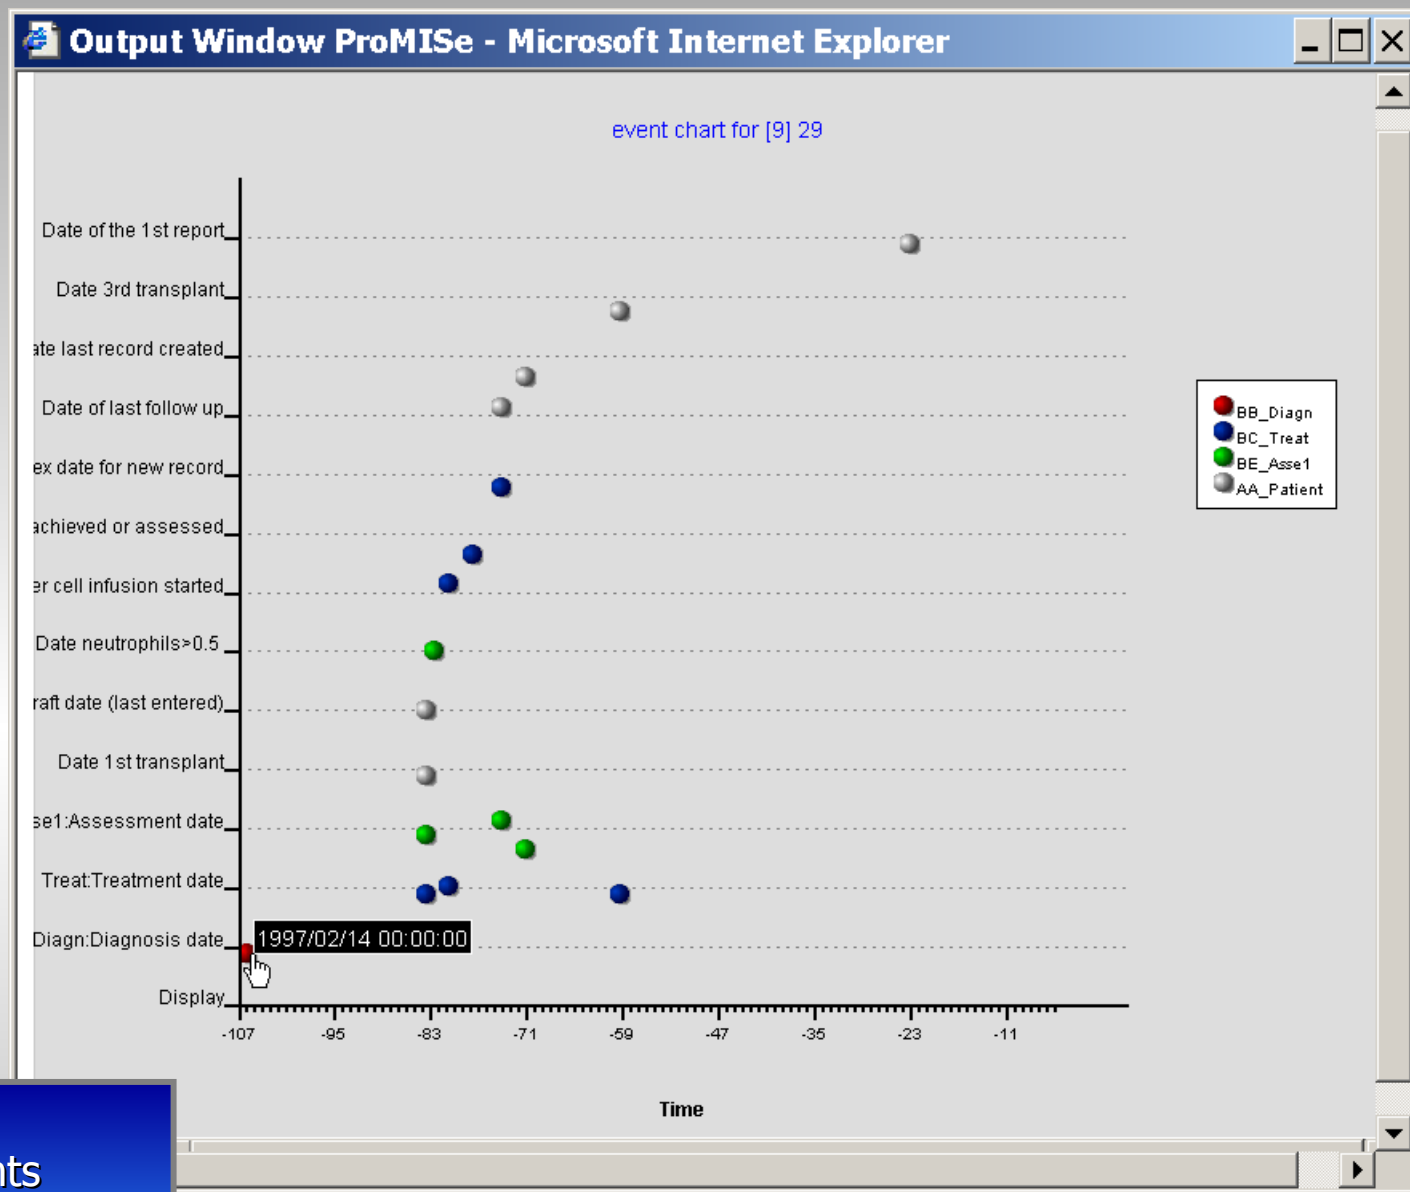 Output Window ProMISe - Microsoft Internet Explorer
event chart for [9] 29
Date of the 1st report
Date 3rd transplant
ate last record created
Date of last follow up
ex date for new record
achieved or assessed
er cell infusion started
Date neutrophils>0.5
raft date (last entered)
Date 1st transplant
se1:Assessment date
Treat:Treatment date
Diagn:Diagnosis date
1997/02/14 00:00:00
Display
-107 -95 -83 -71 -59 -47 -35 -23 -11
Time
BB_Diagn
BC_Treat
BE_Asse1
AA_Patient
nts